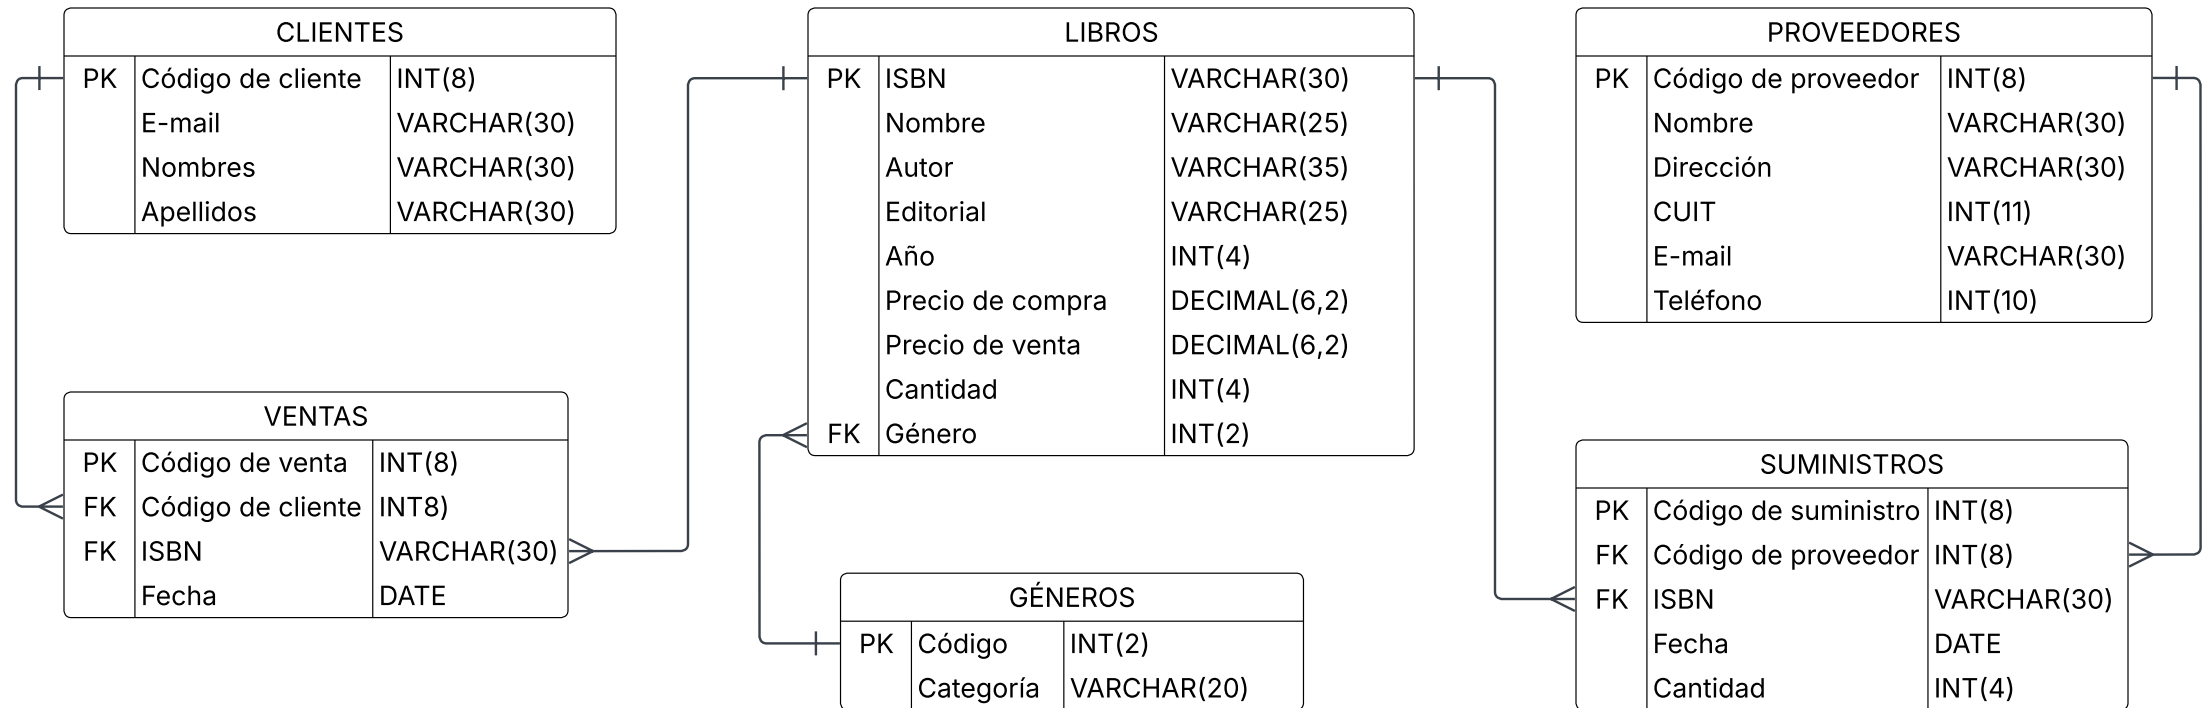 CLIENTES
PK Código de cliente INT(8)
E-mail VARCHAR(30)
Nombres VARCHAR(30)
Apellidos VARCHAR(30)
VENTAS
PK Código de venta INT(8)
FK Código de cliente INT8)
FK ISBN VARCHAR(30)
Fecha DATE
LIBROS
PK ISBN VARCHAR(30)
Nombre VARCHAR(25)
Autor VARCHAR(35)
Editorial VARCHAR(25)
Año INT(4)
Precio de compra DECIMAL(6,2)
Precio de venta DECIMAL(6,2)
Cantidad INT(4)
FK Género INT(2)
GÉNEROS
PK Código INT(2)
Categoría VARCHAR(20)
PROVEEDORES
PK Código de proveedor INT(8)
Nombre VARCHAR(30)
Dirección VARCHAR(30)
CUIT INT(11)
E-mail VARCHAR(30)
Teléfono INT(10)
SUMINISTROS
PK Código de suministro INT(8)
FK Código de proveedor INT(8)
FK ISBN VARCHAR(30)
Fecha DATE
Cantidad INT(4)